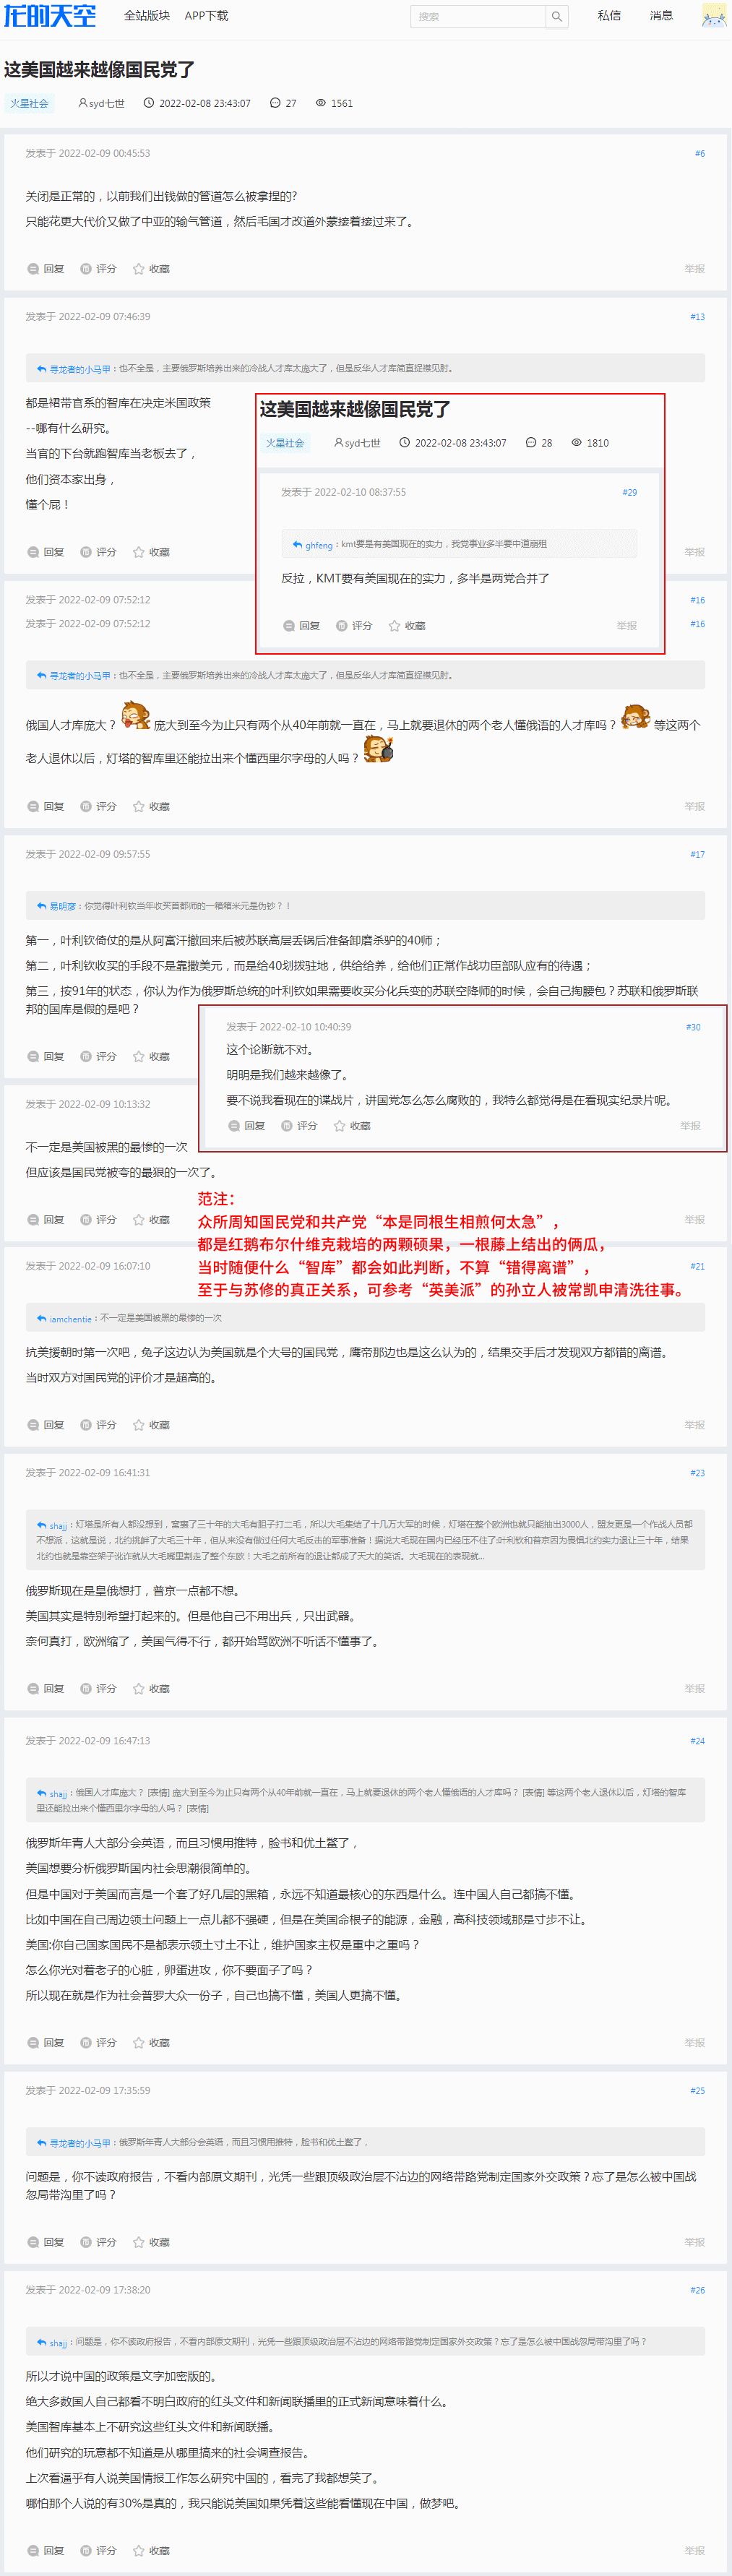 龙的天空 全站版块 APP下载 搜索 私信 消息
这美国越来越像国民党了
火星社会 syd七世 2022-02-08 23:43:07 27 1561
发表于 2022-02-09 00:45:53 #6
关闭是正常的，以前我们出钱做的管道怎么被拿捏的?
只能花更大代价又做了中亚的输气管道，然后毛国才改道外蒙接着接过来了。
回复 评分 收藏 举报
发表于 2022-02-09 07:46:39 #13
寻龙者的小马甲：也不全是，主要俄罗斯培养出来的冷战人才库太庞大了，但是反华人才库简直捉襟见肘。
都是裙带官系的智库在决定米国政策
--哪有什么研究。
当官的下台就跑智库当老板去了，
他们资本家出身，
懂个屁！
回复 评分 收藏 举报
这美国越来越像国民党了
火星社会 syd七世 2022-02-08 23:43:07 28 1810
发表于 2022-02-10 08:37:55 #29
ghfeng：kmt要是有美国现在的实力，我党事业多半要中道崩殂
反拉，KMT要有美国现在的实力，多半是两党合并了
回复 评分 收藏 举报
发表于 2022-02-09 07:52:12 #16
发表于 2022-02-09 07:52:12 #16
寻龙者的小马甲：也不全是，主要俄罗斯培养出来的冷战人才库太庞大了，但是反华人才库简直捉襟见肘。
俄国人才库庞大？ 庞大到至今为止只有两个从40年前就一直在，马上就要退休的两个老人懂俄语的人才库吗？ 等这两个
老人退休以后，灯塔的智库里还能拉出来个懂西里尔字母的人吗？
回复 评分 收藏 举报
发表于 2022-02-09 09:57:55 #17
易明彦：你觉得叶利钦当年收买首都师的一箱箱米元是伪钞？！
第一，叶利钦倚仗的是从阿富汗撤回来后被苏联高层丢锅后准备卸磨杀驴的40师；
第二，叶利钦收买的手段不是靠撒美元，而是给40划拨驻地，供给给养，给他们正常作战功臣部队应有的待遇；
第三，按91年的状态，你认为作为俄罗斯总统的叶利钦如果需要收买分化兵变的苏联空降师的时候，会自己掏腰包？苏联和俄罗斯联
邦的国库是假的是吧？
回复 评分 收藏
发表于 2022-02-10 10:40:39 #30
这个论断就不对。
明明是我们越来越像了。
要不说我看现在的谍战片，讲国党怎么怎么腐败的，我特么都觉得是在看现实纪录片呢。
回复 评分 收藏 举报
发表于 2022-02-09 10:13:32
不一定是美国被黑的最惨的一次
但应该是国民党被夸的最狠的一次了。
回复 评分 收藏 举报
范注：
众所周知国民党和共产党“本是同根生相煎何太急”，
都是红鹅布尔什维克栽培的两颗硕果，一根藤上结出的俩瓜，
当时随便什么“智库”都会如此判断，不算“错得离谱”，
至于与苏修的真正关系，可参考“英美派”的孙立人被常凯申清洗往事。
发表于 2022-02-09 16:07:10 #21
iamchentie：不一定是美国被黑的最惨的一次
抗美援朝时第一次吧，兔子这边认为美国就是个大号的国民党，鹰帝那边也是这么认为的，结果交手后才发现双方都错的离谱。
当时双方对国民党的评价才是超高的。
回复 评分 收藏 举报
发表于 2022-02-09 16:41:31 #23
shajj：灯塔是所有人都没想到，窝囊了三十年的大毛有胆子打二毛，所以大毛集结了十几万大军的时候，灯塔在整个欧洲也就只能抽出3000人，盟友更是一个作战人员都
不想派，这就是说，北约挑衅了大毛三十年，但从来没有做过任何大毛反击的军事准备！据说大毛现在国内已经压不住了:叶利钦和普京因为畏惧北约实力退让三十年，结果
北约也就是靠空架子讹诈就从大毛嘴里割走了整个东欧！大毛之前所有的退让都成了天大的笑话。大毛现在的表现就...
俄罗斯现在是皇俄想打，普京一点都不想。
美国其实是特别希望打起来的。但是他自己不用出兵，只出武器。
奈何真打，欧洲缩了，美国气得不行，都开始骂欧洲不听话不懂事了。
回复 评分 收藏 举报
发表于 2022-02-09 16:47:13 #24
shajj：俄国人才库庞大？ [表情] 庞大到至今为止只有两个从40年前就一直在，马上就要退休的两个老人懂俄语的人才库吗？ [表情] 等这两个老人退休以后，灯塔的智库
里还能拉出来个懂西里尔字母的人吗？ [表情]
俄罗斯年青人大部分会英语，而且习惯用推特，脸书和优土鳖了，
美国想要分析俄罗斯国内社会思潮很简单的。
但是中国对于美国而言是一个套了好几层的黑箱，永远不知道最核心的东西是什么。连中国人自己都搞不懂。
比如中国在自己周边领土问题上一点儿都不强硬，但是在美国命根子的能源，金融，高科技领域那是寸步不让。
美国:你自己国家国民不是都表示领土寸土不让，维护国家主权是重中之重吗？
怎么你光对着老子的心脏，卵蛋进攻，你不要面子了吗？
所以现在就是作为社会普罗大众一份子，自己也搞不懂，美国人更搞不懂。
回复 评分 收藏 举报
发表于 2022-02-09 17:35:59 #25
寻龙者的小马甲：俄罗斯年青人大部分会英语，而且习惯用推特，脸书和优土鳖了，
问题是，你不读政府报告，不看内部原文期刊，光凭一些跟顶级政治层不沾边的网络带路党制定国家外交政策？忘了是怎么被中国战
忽局带沟里了吗？
回复 评分 收藏 举报
发表于 2022-02-09 17:38:20 #26
shajj：问题是，你不读政府报告，不看内部原文期刊，光凭一些跟顶级政治层不沾边的网络带路党制定国家外交政策？忘了是怎么被中国战忽局带沟里了吗？
所以才说中国的政策是文字加密版的。
绝大多数国人自己都看不明白政府的红头文件和新闻联播里的正式新闻意味着什么。
美国智库基本上不研究这些红头文件和新闻联播。
他们研究的玩意都不知道是从哪里搞来的社会调查报告。
上次看逼乎有人说美国情报工作怎么研究中国的，看完了我都想笑了。
哪怕那个人说的有30%是真的，我只能说美国如果凭着这些能看懂现在中国，做梦吧。
回复 评分 收藏 举报